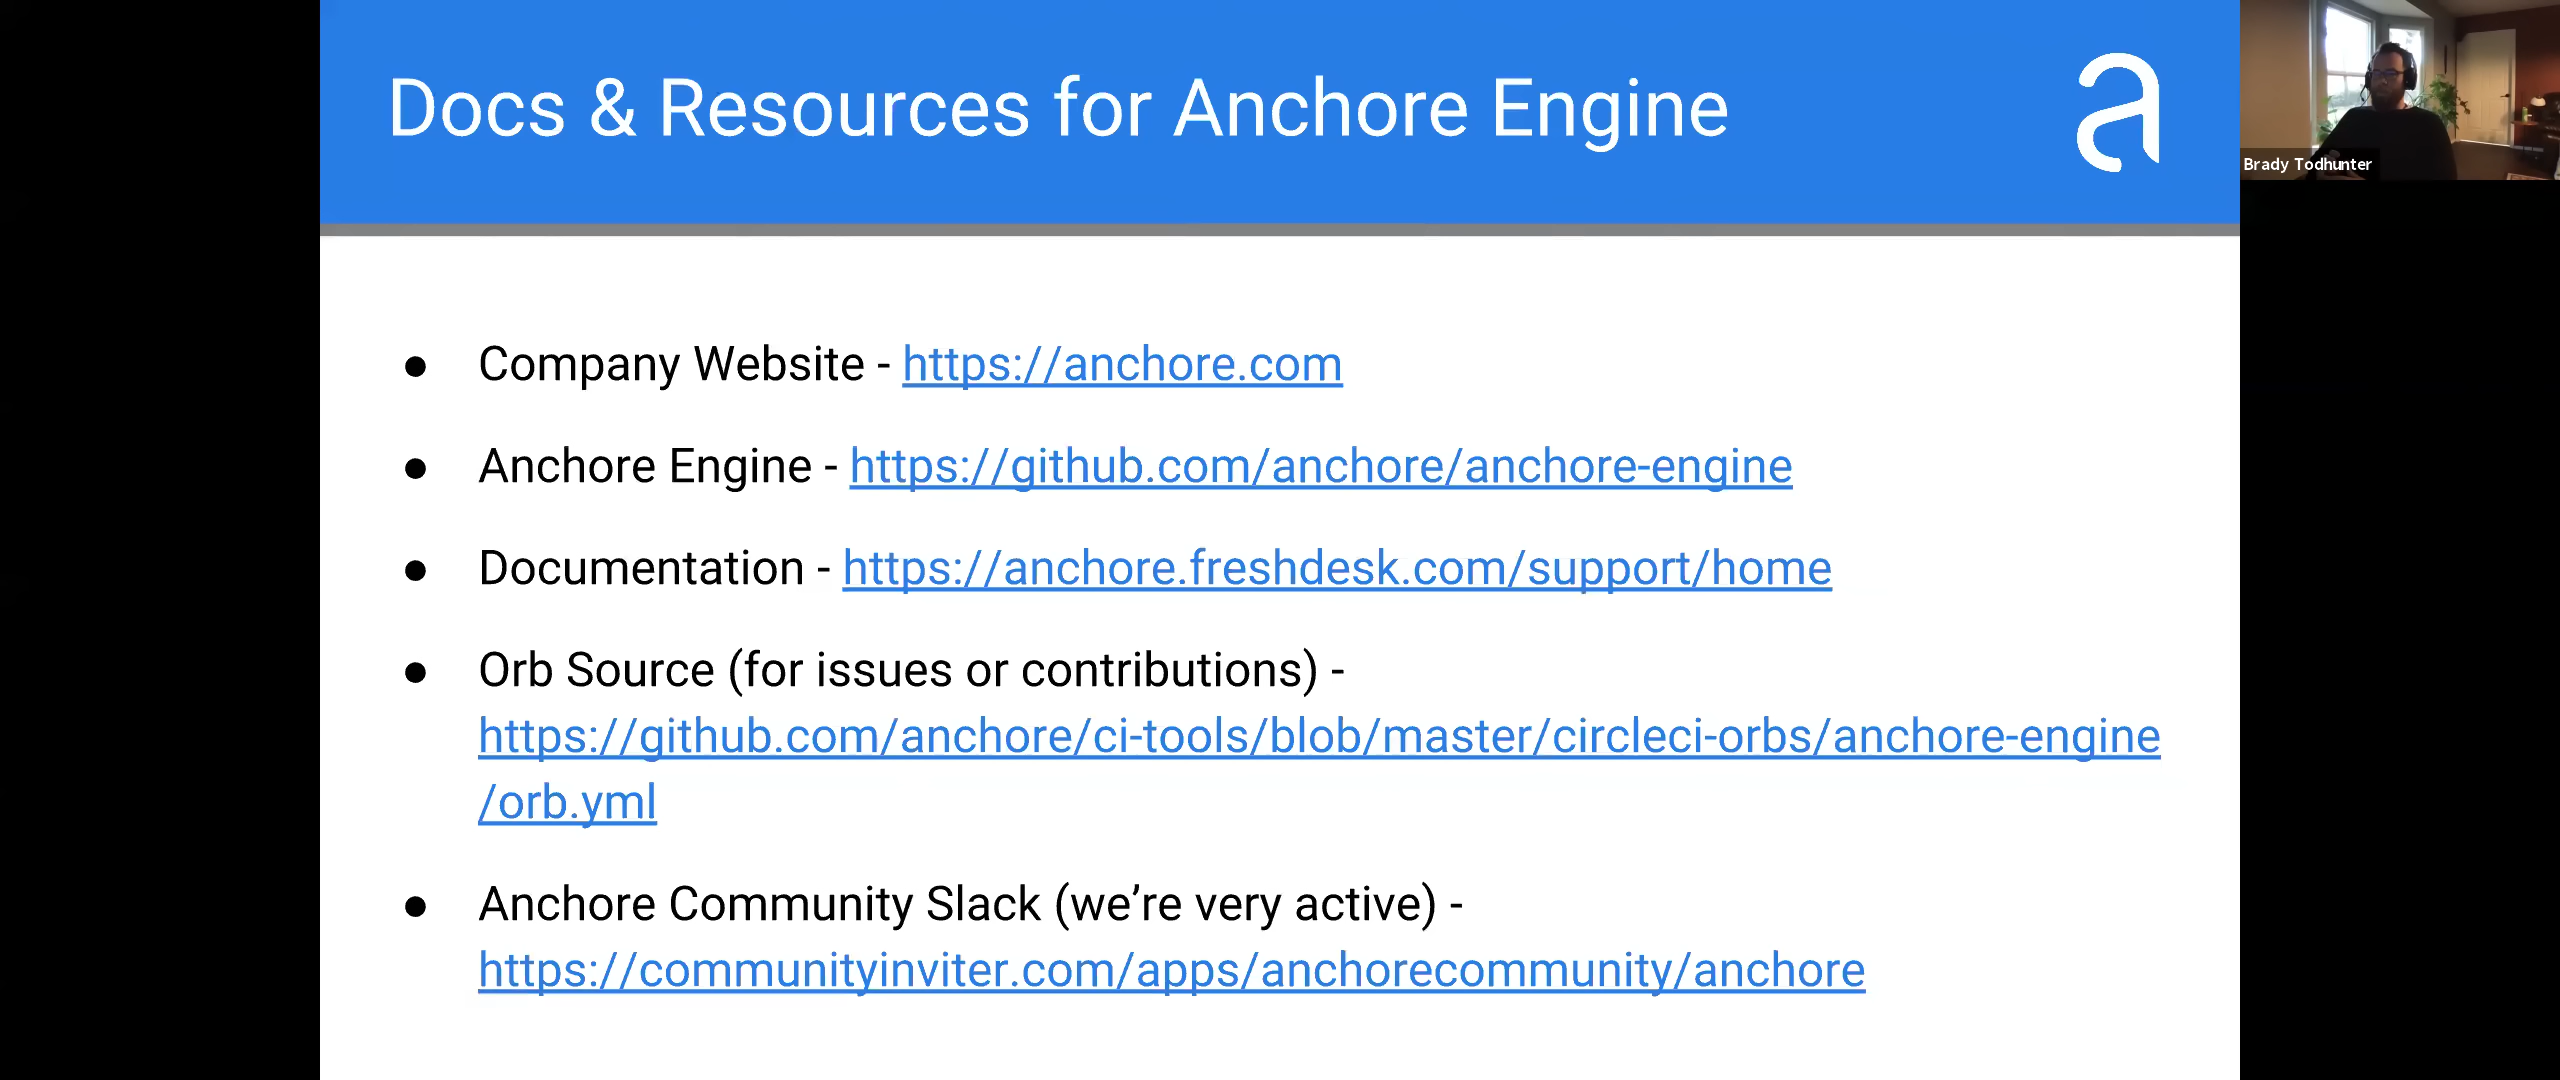 Docs & Resources for Anchore Engine
Brady Todhunter
● Company Website - https://anchore.com
● Anchore Engine - https://github.com/anchore/anchore-engine
● Documentation - https://anchore.freshdesk.com/support/home
● Orb Source (for issues or contributions) -
https://github.com/anchore/ci-tools/blob/master/circleci-orbs/anchore-engine
/orb.yml
● Anchore Community Slack (we’re very active) -
https://communityinviter.com/apps/anchorecommunity/anchore